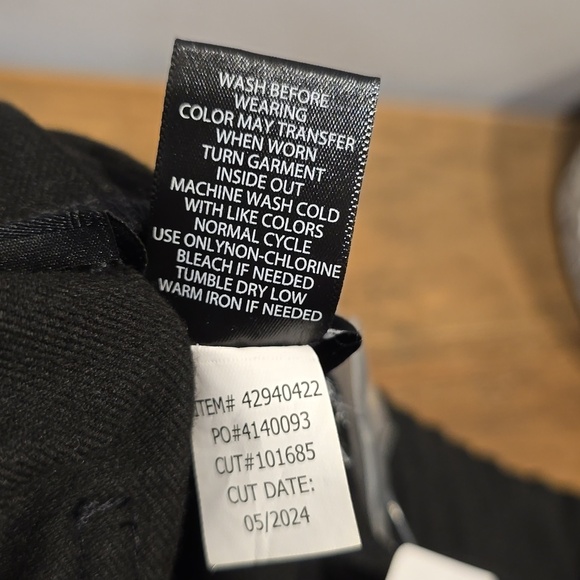 WASH BEFORE
WEARING
COLOR MAY TRANSFER
WHEN WORN
TURN GARMENT
INSIDE OUT
MACHINE WASH COLD
WITH LIKE COLORS
NORMAL CYCLE
USE ONLYNON-CHLORINE
BLEACH IF NEEDED
TUMBLE DRY LOW
WARM IRON IF NEEDED
ITEM# 42940422
PO#4140093
CUT#101685
CUT DATE:
05/2024